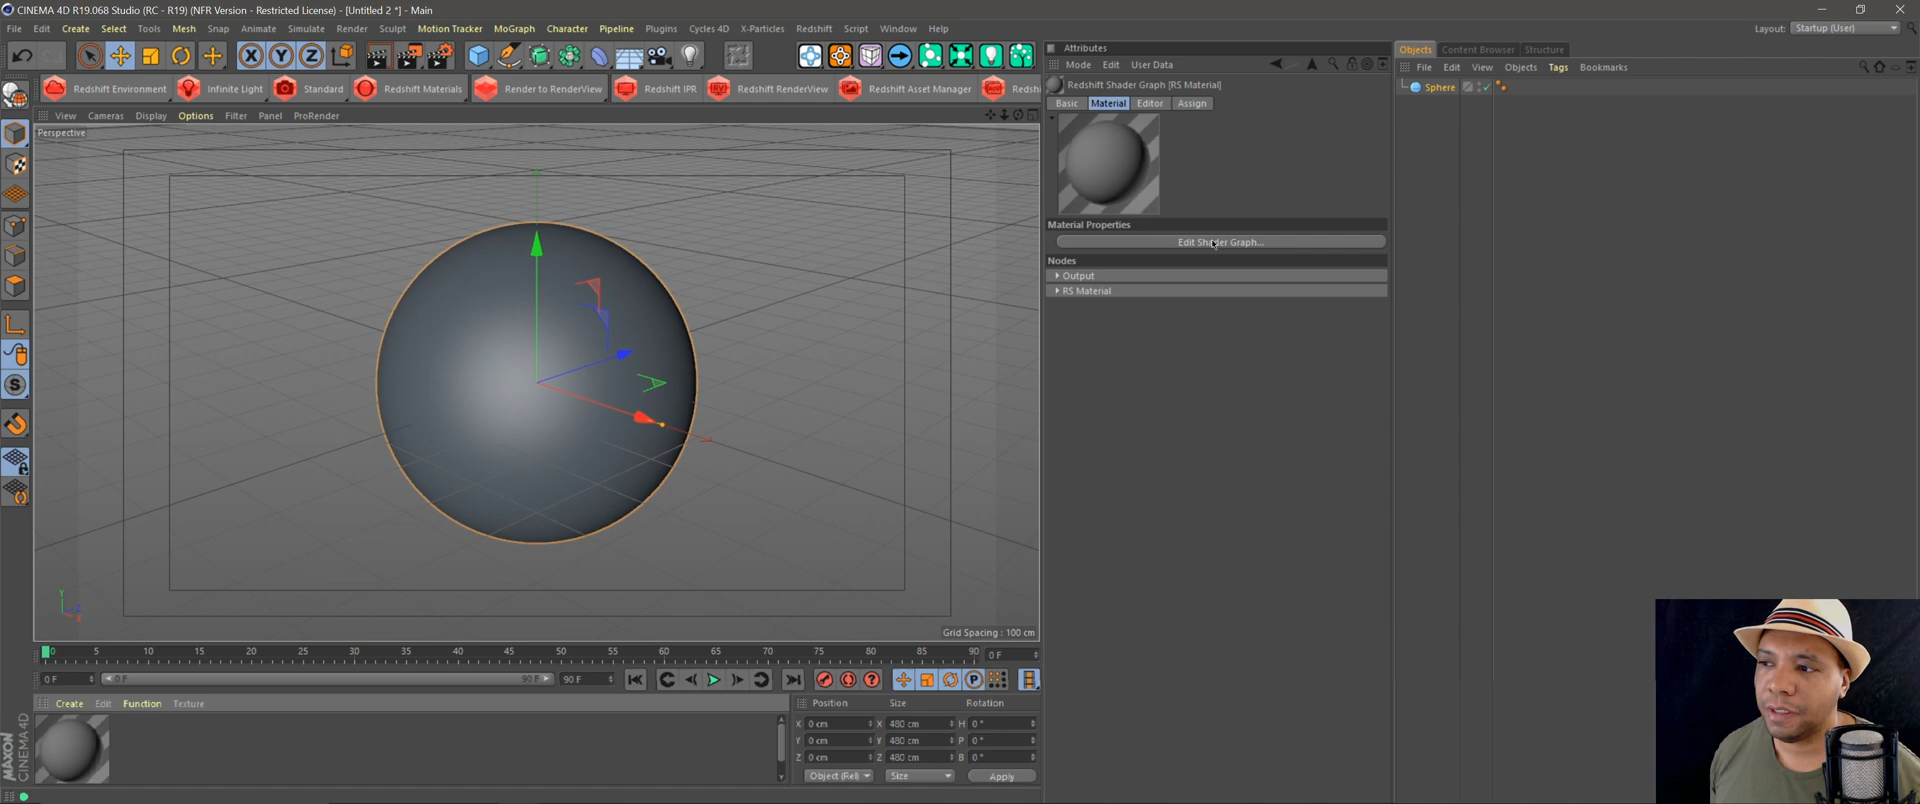 CINEMA 4D R19.068 Studio (RC - R19) (NFR Version - Restricted License) - [Untitled 2 *] - Main
File Edit Create Select Tools Mesh Snap Animate Simulate Render Sculpt Motion Tracker MoGraph Character Pipeline Plugins Cycles 4D X-Particles Redshift Script Window Help
Layout: Startup (User)
X Y Z
Redshift Environment Infinite Light Standard Redshift Materials Render to RenderView Redshift IPR Redshift RenderView Redshift Asset Manager Redsh
View Cameras Display Options Filter Panel ProRender
Perspective
Y
Z
X
Grid Spacing : 100 cm
0 5 10 15 20 25 30 35 40 45 50 55 60 65 70 75 80 85 90 0 F
0 F 0 F 90 F 90 F
Create Edit Function Texture
Position Size Rotation
X 0 cm X 480 cm H 0 °
Y 0 cm Y 480 cm P 0 °
Z 0 cm Z 480 cm B 0 °
Object (Rel) Size Apply
MAXON
CINEMA 4D
Attributes
Mode Edit User Data
Redshift Shader Graph [RS Material]
Basic Material Editor Assign
Material Properties
Edit Shader Graph...
Nodes
Output
RS Material
Objects Content Browser Structure
File Edit View Objects Tags Bookmarks
Sphere